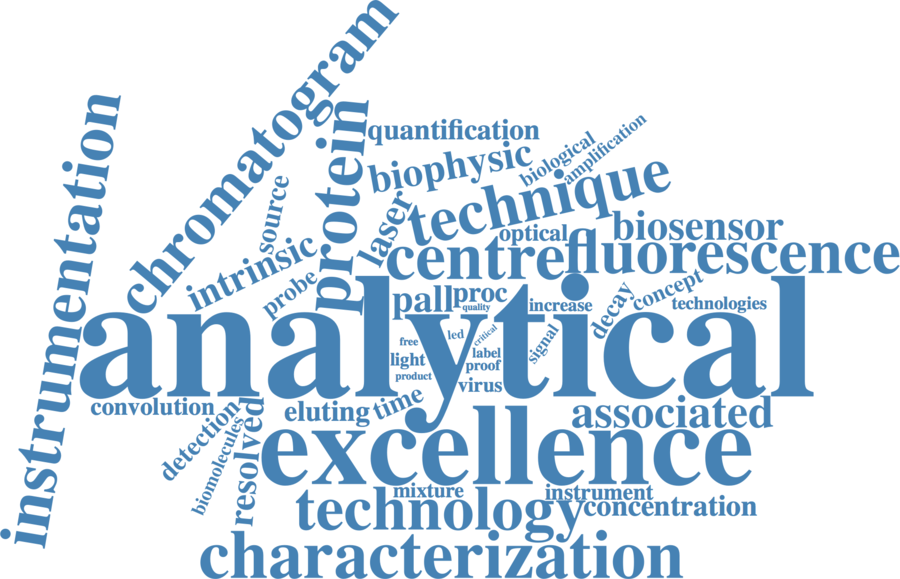 instrumentation
chromatogram
protein
quantification
biophysic
biological
amplification
source
laser
technique
optical
biosensor
intrinsic
centre
fluorescence
probe
pall
proc
quality
increase
decay
concept
technologies
analytical
free
led
critical
signal
light
label
proof
product
virus
convolution
eluting
time
associated
detection
biomolecules
resolved
excellence
mixture
instrument
technology
concentration
characterization